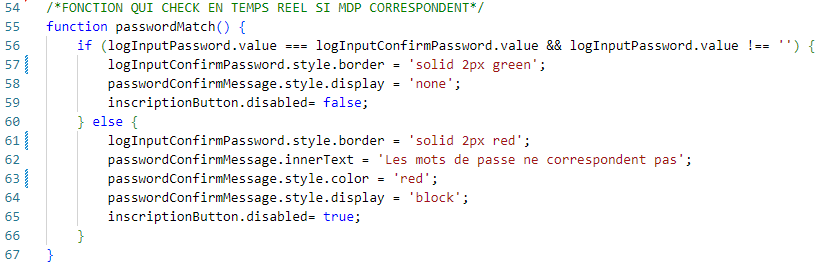 54 /*FONCTION QUI CHECK EN TEMPS REEL SI MDP CORRESPONDENT*/
55 function passwordMatch() {
56     if (logInputPassword.value === logInputConfirmPassword.value && logInputPassword.value !== '') {
57         logInputConfirmPassword.style.border = 'solid 2px green';
58         passwordConfirmMessage.style.display = 'none';
59         inscriptionButton.disabled= false;
60     } else {
61         logInputConfirmPassword.style.border = 'solid 2px red';
62         passwordConfirmMessage.innerText = 'Les mots de passe ne correspondent pas';
63         passwordConfirmMessage.style.color = 'red';
64         passwordConfirmMessage.style.display = 'block';
65         inscriptionButton.disabled= true;
66     }
67 }